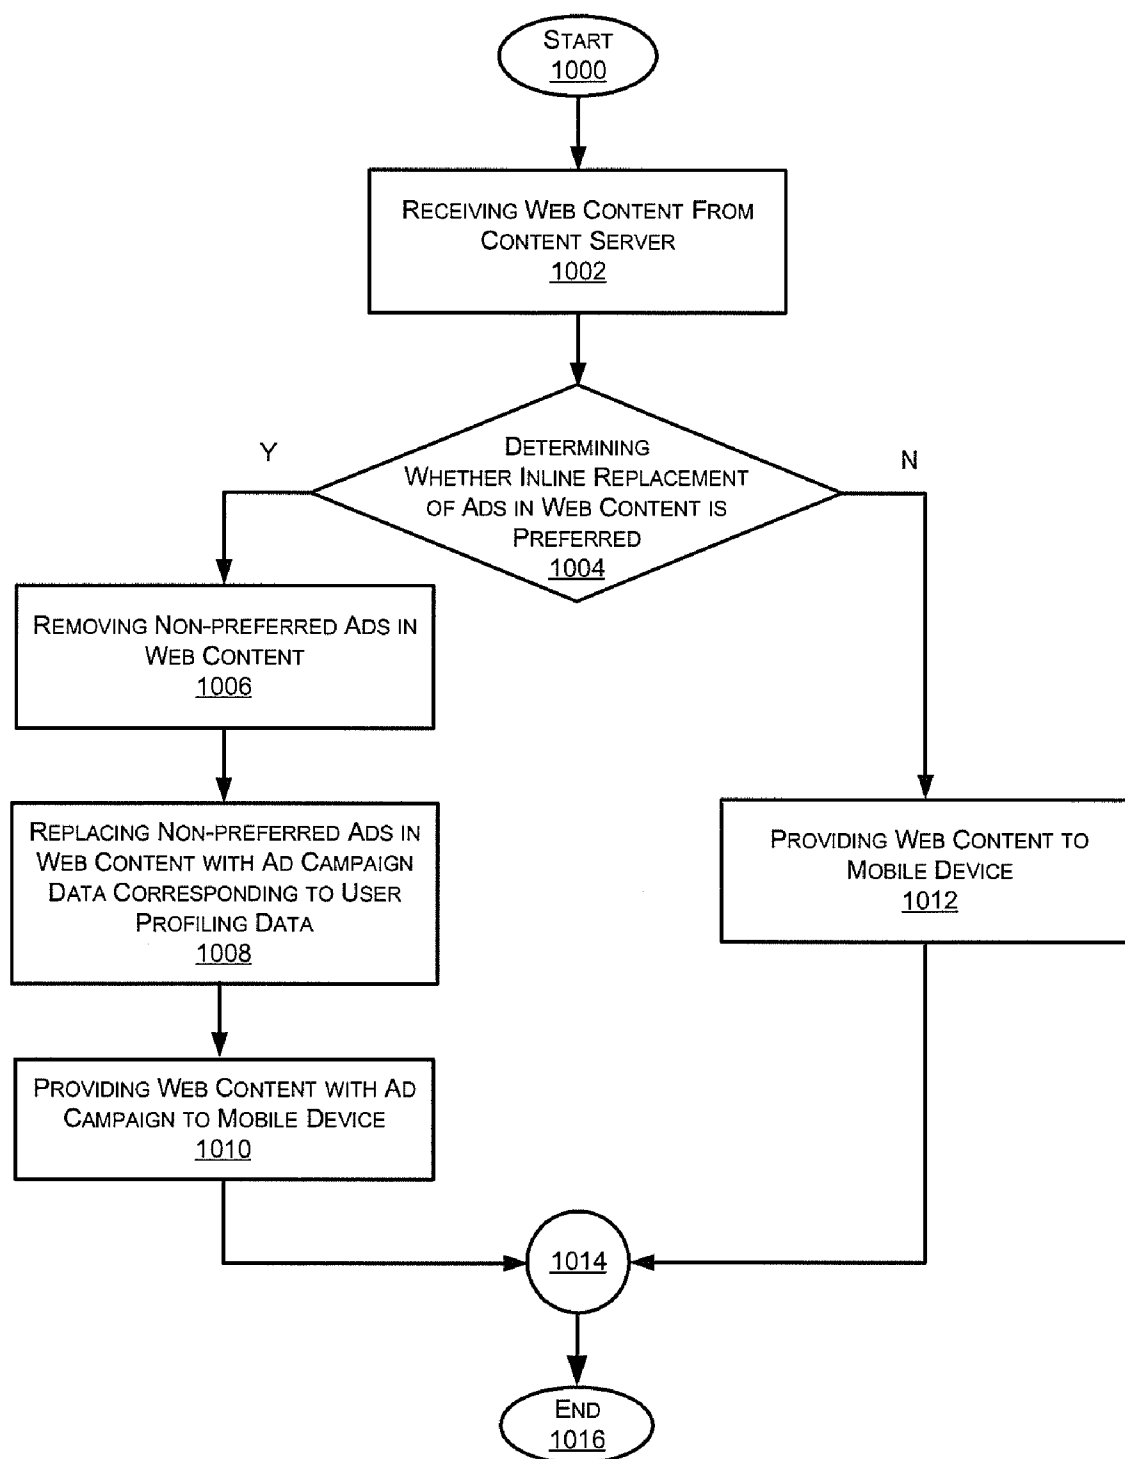 START
1000
RECEIVING WEB CONTENT FROM
CONTENT SERVER
1002
DETERMINING
WHETHER INLINE REPLACEMENT
OF ADS IN WEB CONTENT IS
PREFERRED
1004
Y
N
REMOVING NON-PREFERRED ADS IN
WEB CONTENT
1006
REPLACING NON-PREFERRED ADS IN
WEB CONTENT WITH AD CAMPAIGN
DATA CORRESPONDING TO USER
PROFILING DATA
1008
PROVIDING WEB CONTENT TO
MOBILE DEVICE
1012
PROVIDING WEB CONTENT WITH AD
CAMPAIGN TO MOBILE DEVICE
1010
1014
END
1016